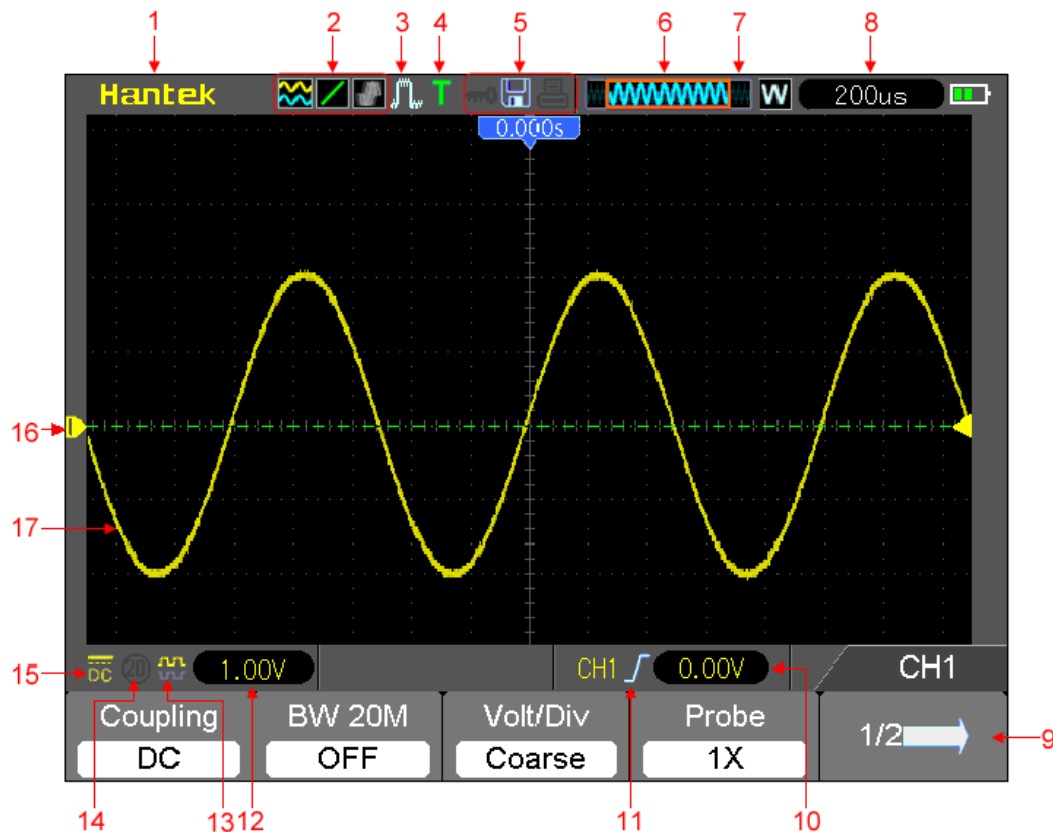 1 2 3 4 5 6 7 8
Hantek T W 200us
0.000s
16
17
15 DC 20 1.00V CH1 0.00V CH1
Coupling BW 20M Volt/Div Probe 1/2 9
DC OFF Coarse 1X
14 13 12 11 10